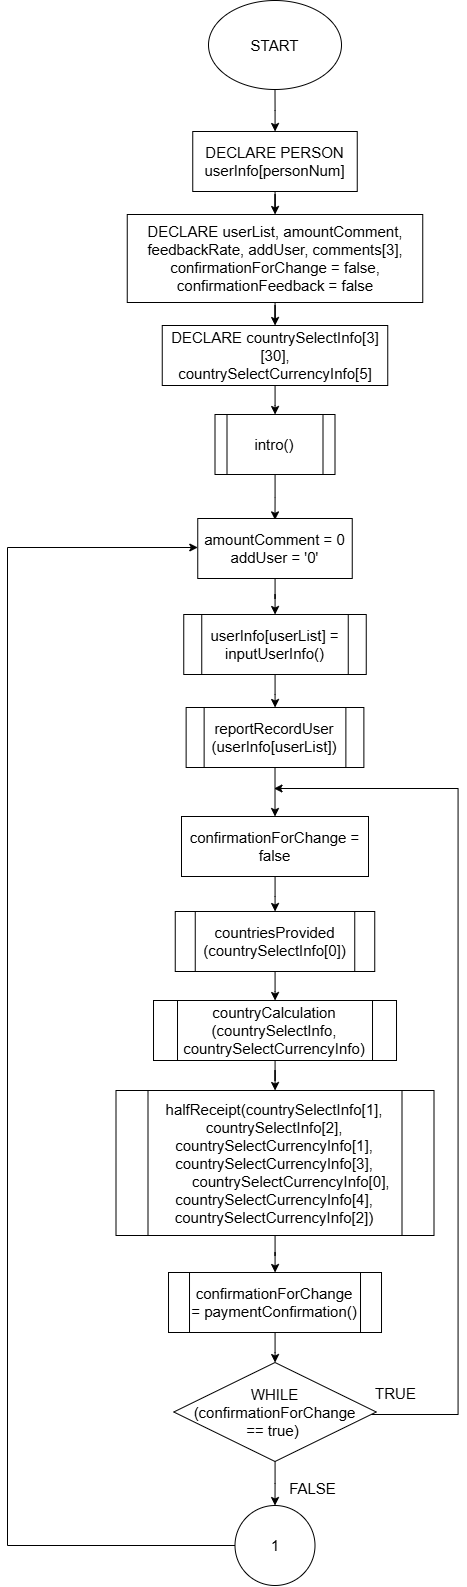 START
DECLARE PERSON
userInfo[personNum]
DECLARE userList, amountComment,
feedbackRate, addUser, comments[3],
confirmationForChange = false,
confirmationFeedback = false
DECLARE countrySelectInfo[3]
[30],
countrySelectCurrencyInfo[5]
intro()
amountComment = 0
addUser = '0'
userInfo[userList] =
inputUserInfo()
reportRecordUser
(userInfo[userList])
confirmationForChange =
false
countriesProvided
(countrySelectInfo[0])
countryCalculation
(countrySelectInfo,
countrySelectCurrencyInfo)
halfReceipt(countrySelectInfo[1],
countrySelectInfo[2],
countrySelectCurrencyInfo[1],
countrySelectCurrencyInfo[3],
countrySelectCurrencyInfo[0],
countrySelectCurrencyInfo[4],
countrySelectCurrencyInfo[2])
confirmationForChange
= paymentConfirmation()
WHILE
(confirmationForChange
== true)
TRUE
FALSE
1